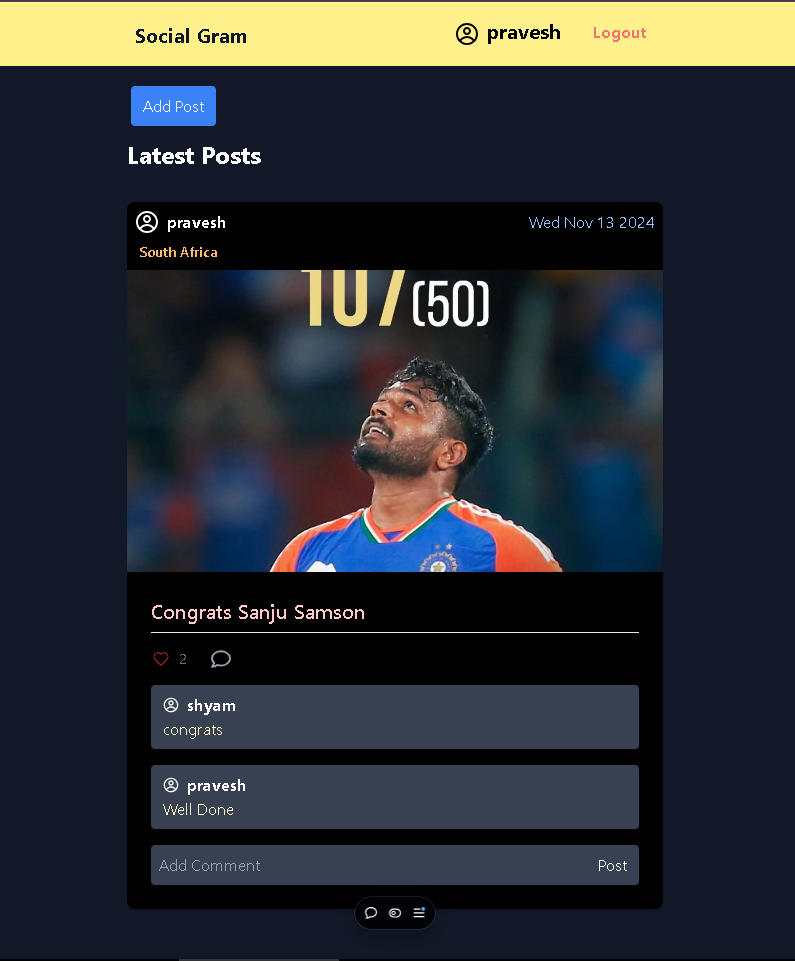 Social Gram
pravesh
Logout
Add Post
Latest Posts
pravesh
Wed Nov 13 2024
South Africa
107(50)
Congrats Sanju Samson
2
shyam
congrats
pravesh
Well Done
Add Comment
Post